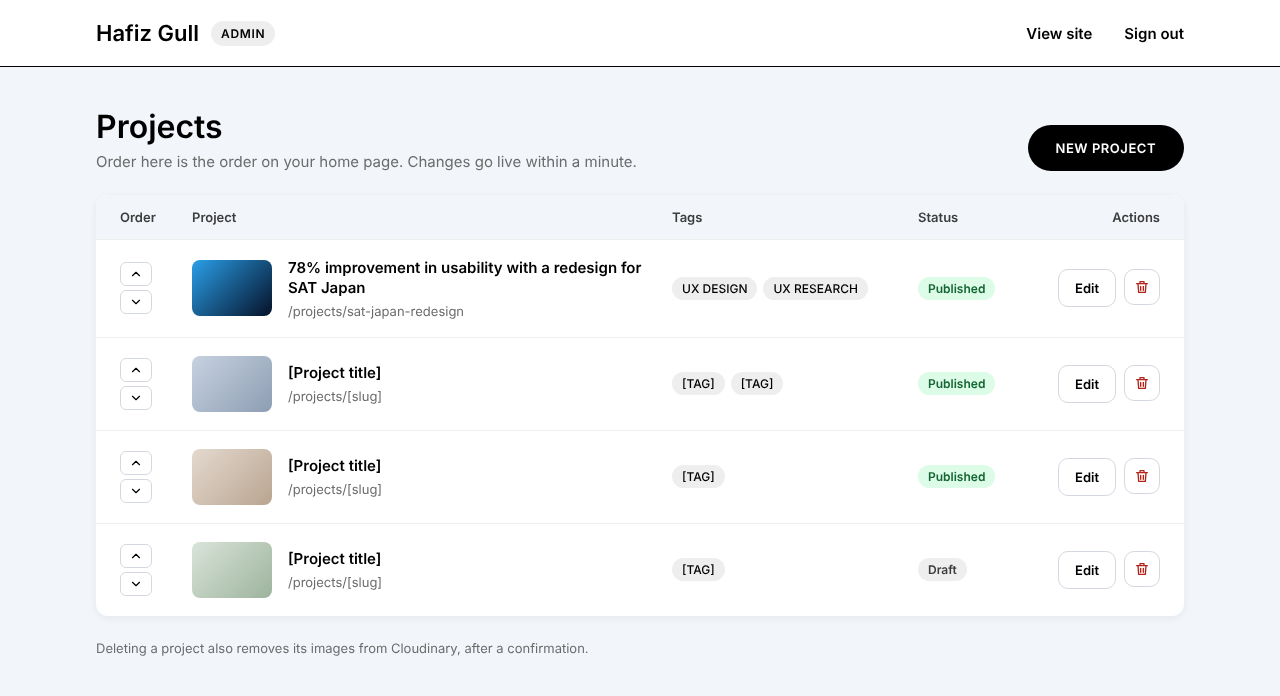 Hafiz Gull ADMIN View site Sign out
Projects
Order here is the order on your home page. Changes go live within a minute.
NEW PROJECT
Order Project Tags Status Actions
78% improvement in usability with a redesign for
SAT Japan
/projects/sat-japan-redesign
UX DESIGN UX RESEARCH Published Edit
[Project title]
/projects/[slug]
[TAG] [TAG] Published Edit
[Project title]
/projects/[slug]
[TAG] Published Edit
[Project title]
/projects/[slug]
[TAG] Draft Edit
Deleting a project also removes its images from Cloudinary, after a confirmation.